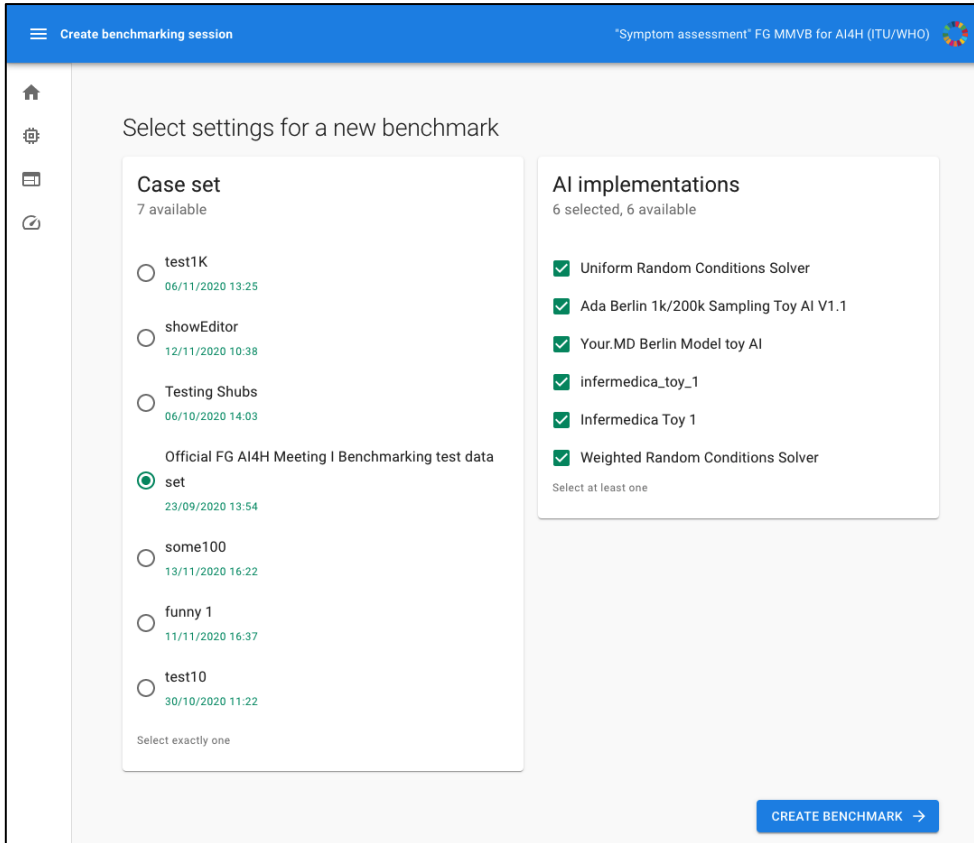 Create benchmarking session
"Symptom assessment" FG MMVB for AI4H (ITU/WHO)
Select settings for a new benchmark
Case set
7 available
test1K
06/11/2020 13:25
showEditor
12/11/2020 10:38
Testing Shubs
06/10/2020 14:03
Official FG AI4H Meeting I Benchmarking test data
set
23/09/2020 13:54
some100
13/11/2020 16:22
funny 1
11/11/2020 16:37
test10
30/10/2020 11:22
Select exactly one
AI implementations
6 selected, 6 available
Uniform Random Conditions Solver
Ada Berlin 1k/200k Sampling Toy AI V1.1
Your.MD Berlin Model toy AI
infermedica_toy_1
Infermedica Toy 1
Weighted Random Conditions Solver
Select at least one
CREATE BENCHMARK